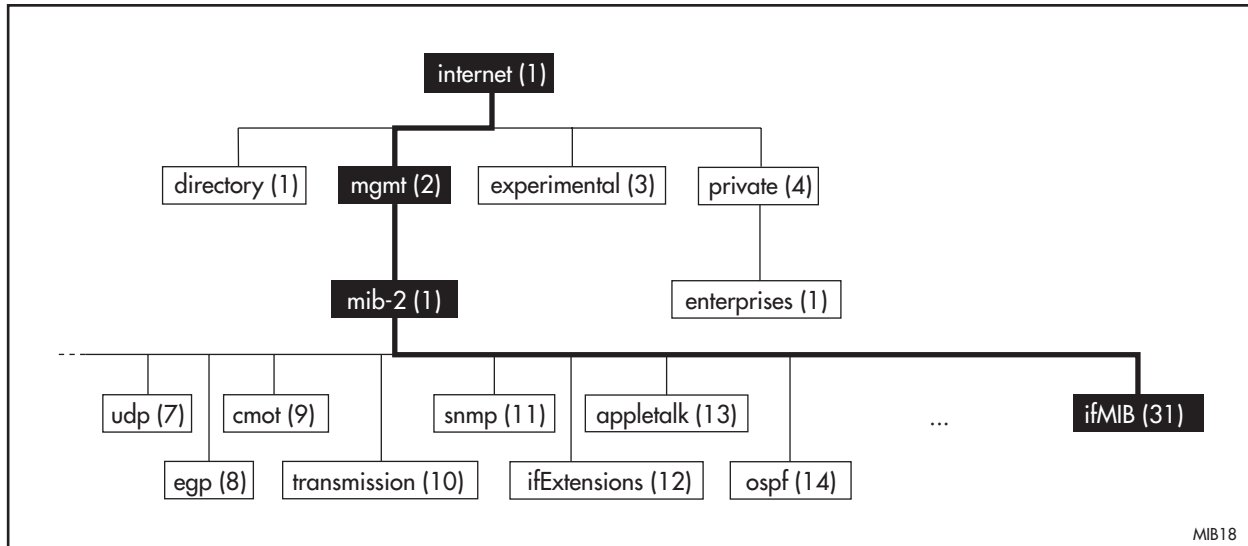 internet (1)
directory (1)
mgmt (2)
experimental (3)
private (4)
mib-2 (1)
enterprises (1)
udp (7)
cmot (9)
snmp (11)
appletalk (13)
...
ifMIB (31)
egp (8)
transmission (10)
ifExtensions (12)
ospf (14)
MIB18